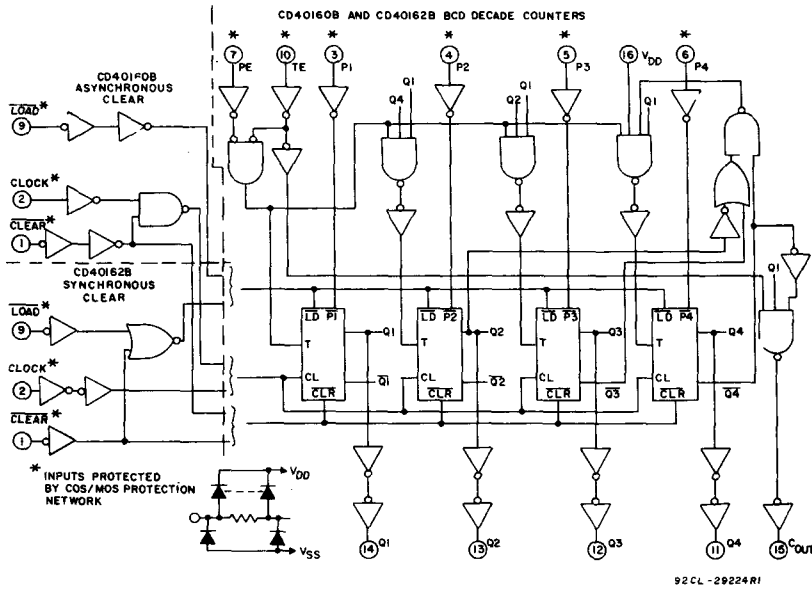 CD40160B AND CD40162B BCD DECADE COUNTERS
* * * * * *
7 10 3 4 5 16 VDD 6
PE TE P1 P2 P3 P4
CD40160B
ASYNCHRONOUS
CLEAR
LOAD*
9
CLOCK*
2
CLEAR*
1
Q1 Q1 Q1
Q4 Q2
CD40162B
SYNCHRONOUS
CLEAR
LOAD*
9
CLOCK*
2
CLEAR*
1
Q1
LD P1 LD P2 LD P3 LD P4
T Q1 T Q2 T Q3 T Q4
CL Q1 CL Q2 CL Q3 CL Q4
CLR CLR CLR CLR
* INPUTS PROTECTED
BY COS/MOS PROTECTION
NETWORK
VDD
VSS
14 Q1 13 Q2 12 Q3 11 Q4 15 COUT
92CL-29224R1